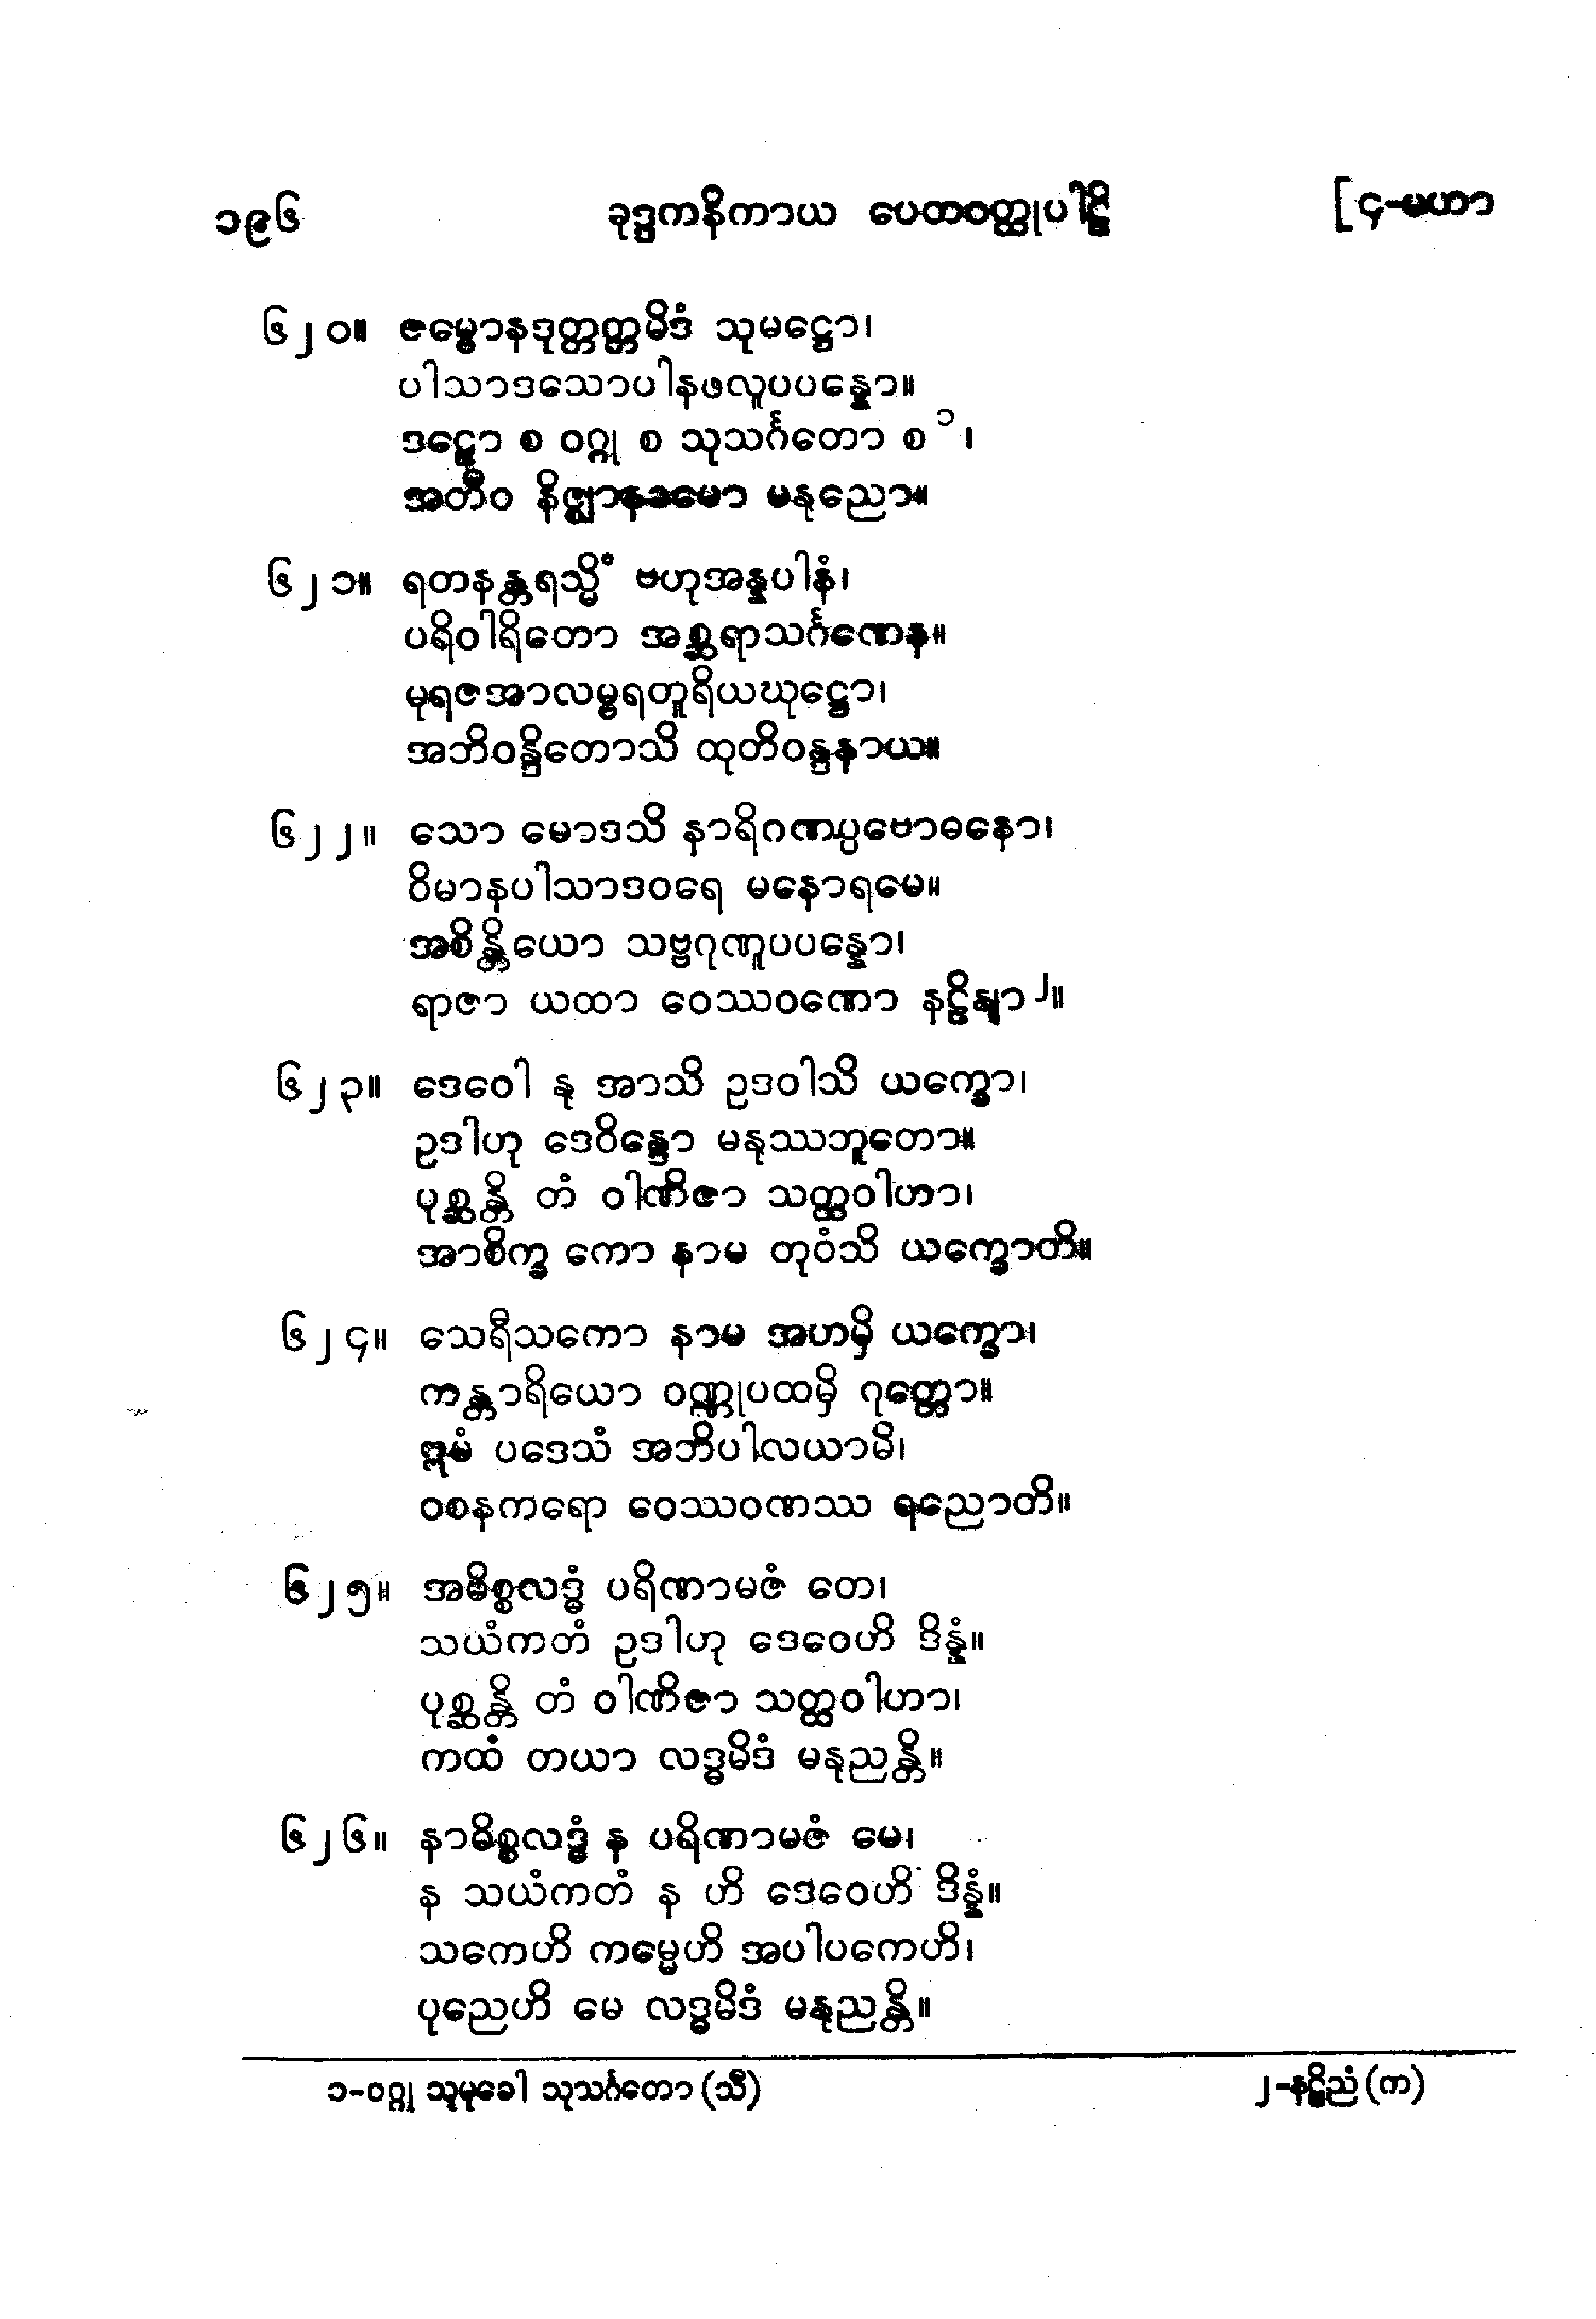 ၁၉၆ ခုဒ္ဒကနိကာယ ပေတဝတ္ထုပါဠိ [၄-မဟာ
၆၂၀။ ဇမ္ဗောနဒုတ္တတ္တမိဒံ သုမဋ္ဌော၊
ပါသာဒသောပါနဖလူပပန္နော။
ဒဠှော စ ဝဂ္ဂု စ သုသင်္ဂတော စ ၁၊
အတီဝ နိဇ္ဈာနခမော မနုညော။
၆၂၁။ ရတနန္တရသ္မိံ ဗဟုအန္နပါနံ၊
ပရိဝါရိတော အစ္ဆရာသင်္ဂဏေန။
မုရဇအာလမ္ဗရတူရိယဃုဋ္ဌော၊
အဘိဝန္ဒိတောသိ ထုတိဝန္ဒနာယ။
၆၂၂။ သော မောဒသိ နာရိဂဏပ္ပဗောဓနော၊
ဝိမာနပါသာဒဝရေ မနောရမေ။
အစိန္တိယော သဗ္ဗဂုဏူပပန္နော၊
ရာဇာ ယထာ ဝေဿဝဏော နဠိနျာ ၂။
၆၂၃။ ဒေဝေါ နု အာသိ ဥဒဝါသိ ယက္ခော၊
ဥဒါဟု ဒေဝိန္ဒော မနုဿဘူတော။
ပုစ္ဆန္တိ တံ ဝါဏိဇာ သတ္ထဝါဟာ၊
အာစိက္ခ ကော နာမ တုဝံသိ ယက္ခောတိ။
၆၂၄။ သေရီသကော နာမ အဟမှိ ယက္ခော၊
ကန္တာရိယော ဝဏ္ဏုပထမှိ ဂုတ္တော။
ဣမံ ပဒေသံ အဘိပါလယာမိ၊
ဝစနကရော ဝေဿဝဏဿ ရညောတိ။
၆၂၅။ အဓိစ္စလဒ္ဓံ ပရိဏာမဇံ တေ၊
သယံကတံ ဥဒါဟု ဒေဝေဟိ ဒိန္နံ။
ပုစ္ဆန္တိ တံ ဝါဏိဇာ သတ္ထဝါဟာ၊
ကထံ တယာ လဒ္ဓမိဒံ မနုညန္တိ။
၆၂၆။ နာဓိစ္စလဒ္ဓံ န ပရိဏာမဇံ မေ၊
န သယံကတံ န ဟိ ဒေဝေဟိ ဒိန္နံ။
သကေဟိ ကမ္မေဟိ အပါပကေဟိ၊
ပုညေဟိ မေ လဒ္ဓမိဒံ မနုညန္တိ။
၁-ဝဂ္ဂု သုမုခေါ သုသင်္ဂတော (သီ) ၂-နဠိညံ (က)